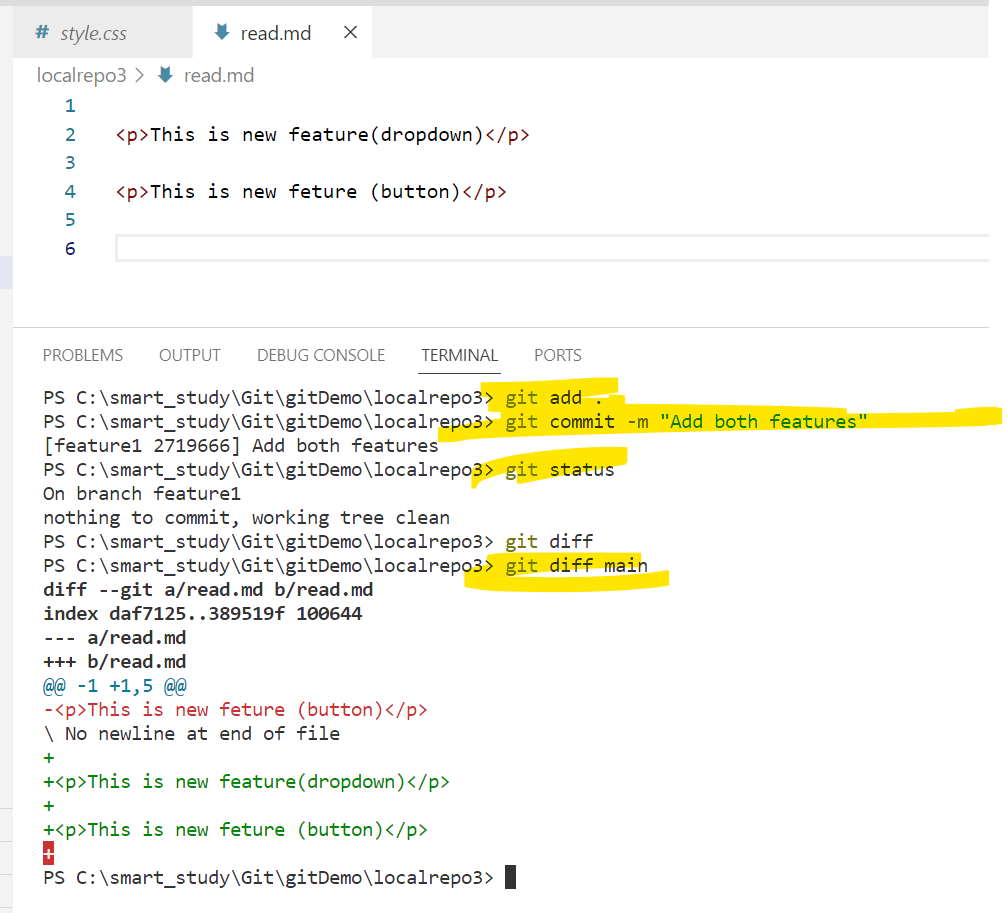 # style.css read.md ×
localrepo3 > read.md
1
2 <p>This is new feature(dropdown)</p>
3
4 <p>This is new feture (button)</p>
5
6
PROBLEMS OUTPUT DEBUG CONSOLE TERMINAL PORTS
PS C:\smart_study\Git\gitDemo\localrepo3> git add .
PS C:\smart_study\Git\gitDemo\localrepo3> git commit -m "Add both features"
[feature1 2719666] Add both features
PS C:\smart_study\Git\gitDemo\localrepo3> git status
On branch feature1
nothing to commit, working tree clean
PS C:\smart_study\Git\gitDemo\localrepo3> git diff
PS C:\smart_study\Git\gitDemo\localrepo3> git diff main
diff --git a/read.md b/read.md
index daf7125..389519f 100644
--- a/read.md
+++ b/read.md
@@ -1 +1,5 @@
-<p>This is new feture (button)</p>
\ No newline at end of file
+
+<p>This is new feature(dropdown)</p>
+
+<p>This is new feture (button)</p>
+
PS C:\smart_study\Git\gitDemo\localrepo3>